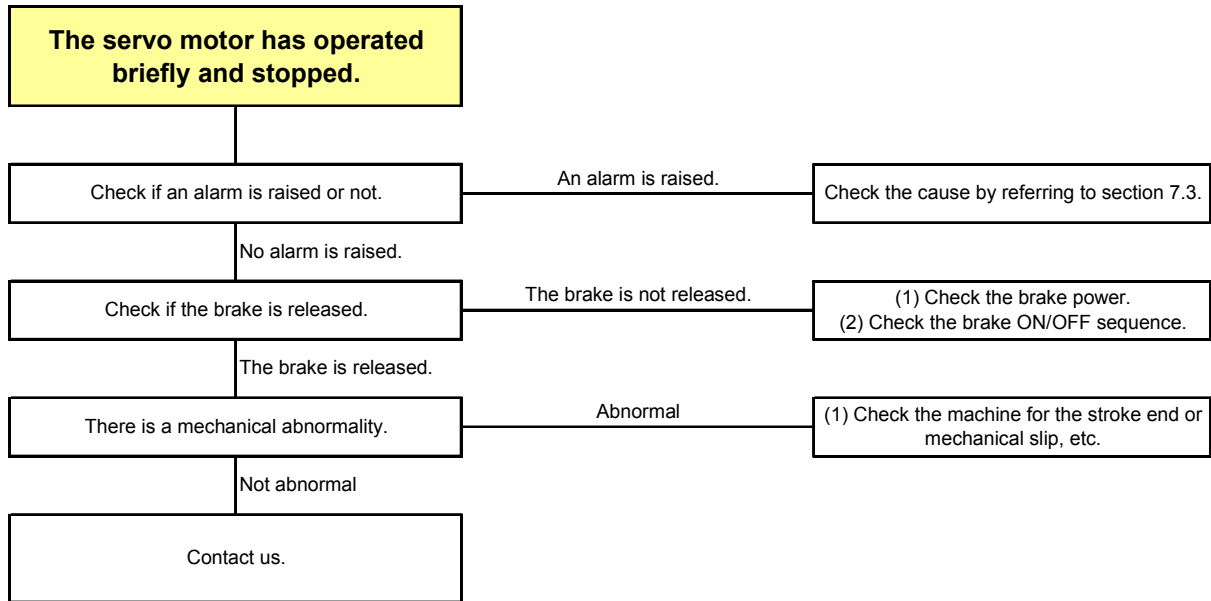 The servo motor has operated
briefly and stopped.
Check if an alarm is raised or not.
An alarm is raised.
Check the cause by referring to section 7.3.
No alarm is raised.
Check if the brake is released.
The brake is not released.
(1) Check the brake power.
(2) Check the brake ON/OFF sequence.
The brake is released.
There is a mechanical abnormality.
Abnormal
(1) Check the machine for the stroke end or
mechanical slip, etc.
Not abnormal
Contact us.